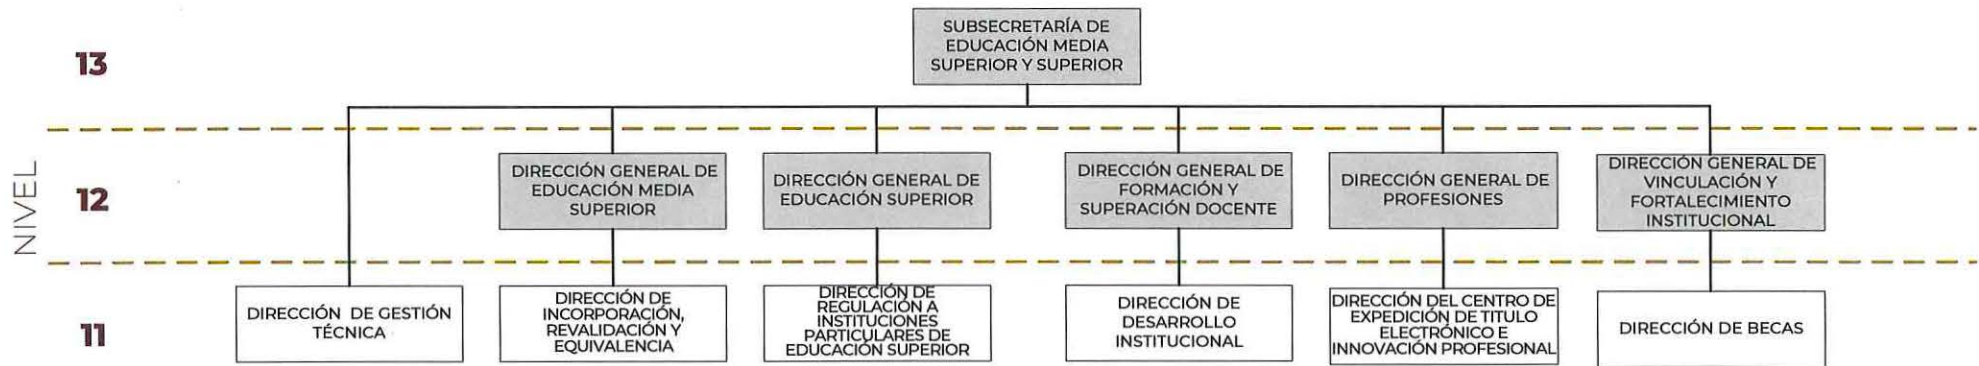 SUBSECRETARÍA DE
EDUCACIÓN MEDIA
SUPERIOR Y SUPERIOR
13
NIVEL
12
DIRECCIÓN GENERAL DE
EDUCACIÓN MEDIA
SUPERIOR
DIRECCIÓN GENERAL DE
EDUCACIÓN SUPERIOR
DIRECCIÓN GENERAL DE
FORMACIÓN Y
SUPERACIÓN DOCENTE
DIRECCIÓN GENERAL DE
PROFESIONES
DIRECCIÓN GENERAL DE
VINCULACIÓN Y
FORTALECIMIENTO
INSTITUCIONAL
11
DIRECCIÓN DE GESTIÓN
TÉCNICA
DIRECCIÓN DE
INCORPORACIÓN,
REVALIDACIÓN Y
EQUIVALENCIA
DIRECCIÓN DE
REGULACIÓN A
INSTITUCIONES
PARTICULARES DE
EDUCACIÓN SUPERIOR
DIRECCIÓN DE
DESARROLLO
INSTITUCIONAL
DIRECCIÓN DEL CENTRO DE
EXPEDICIÓN DE TITULO
ELECTRÓNICO E
INNOVACIÓN PROFESIONAL
DIRECCIÓN DE BECAS